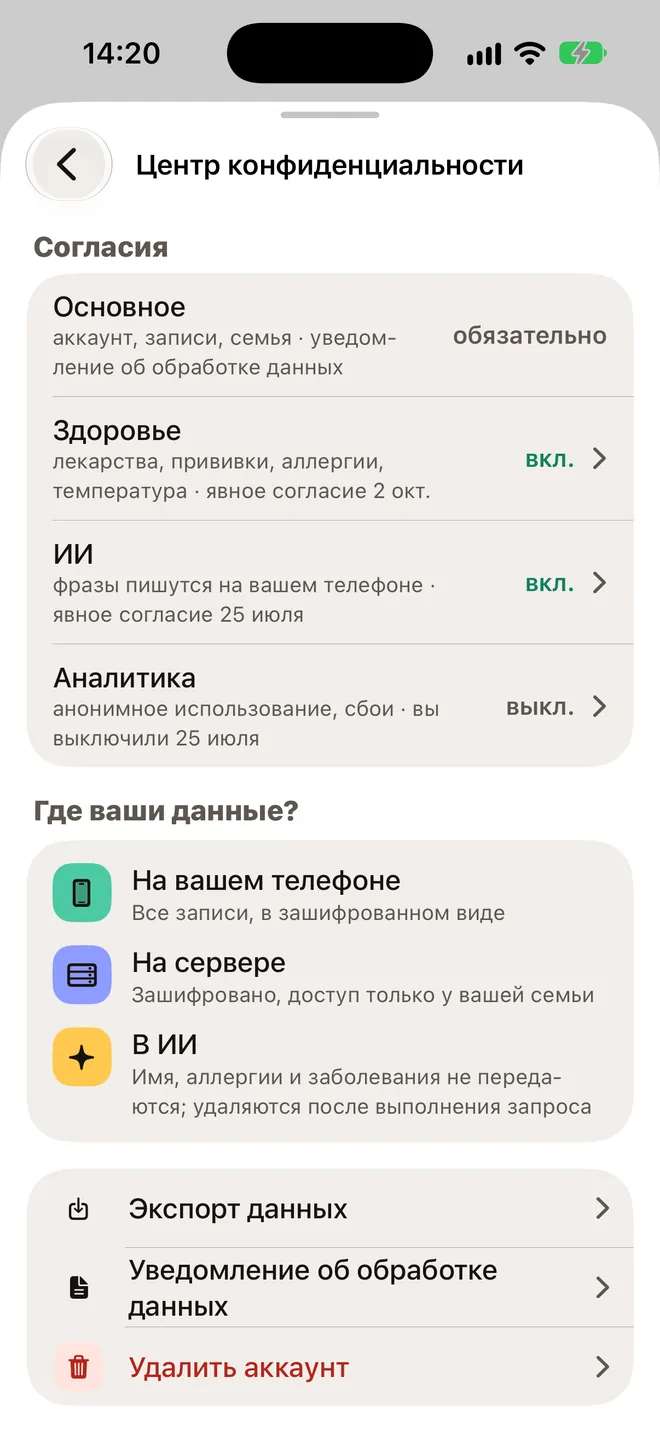 14:20
Центр конфиденциальности
Согласия
Основное
аккаунт, записи, семья · уведом-
ление об обработке данных
обязательно
Здоровье
лекарства, прививки, аллергии,
температура · явное согласие 2 окт.
вкл.
ИИ
фразы пишутся на вашем телефоне ·
явное согласие 25 июля
вкл.
Аналитика
анонимное использование, сбои · вы
выключили 25 июля
выкл.
Где ваши данные?
На вашем телефоне
Все записи, в зашифрованном виде
На сервере
Зашифровано, доступ только у вашей семьи
В ИИ
Имя, аллергии и заболевания не переда-
ются; удаляются после выполнения запроса
Экспорт данных
Уведомление об обработке
данных
Удалить аккаунт